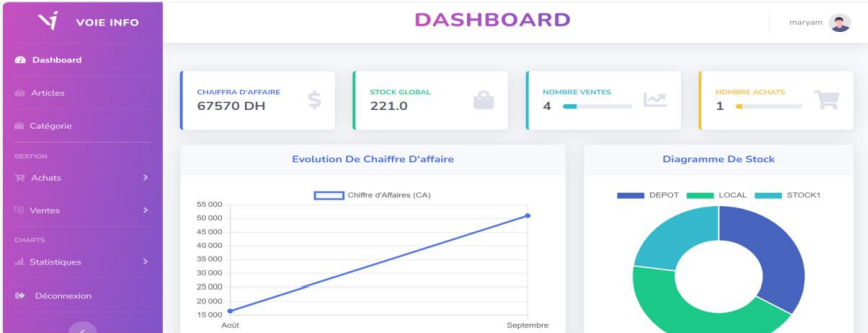 VOIE INFO
DASHBOARD
maryam
Dashboard
Articles
Catégorie
GESTION
Achats
Ventes
CHARTS
Statistiques
Déconnexion
CHAIFFRA D'AFFAIRE
67570 DH
STOCK GLOBAL
221.0
NOMBRE VENTES
4
NOMBRE ACHATS
1
Evolution De Chaiffre D'affaire
Chiffre d'Affaires (CA)
55 000
50 000
45 000
40 000
35 000
30 000
25 000
20 000
15 000
Août
Septembre
Diagramme De Stock
DEPOT
LOCAL
STOCK1